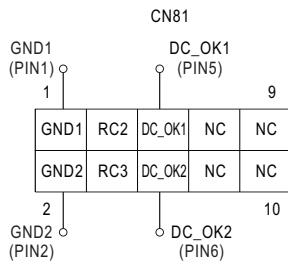 CN81
GND1 DC_OK1
(PIN1) (PIN5)
1 9
GND1 RC2 DC_OK1 NC NC
GND2 RC3 DC_OK2 NC NC
2 10
GND2 DC_OK2
(PIN2) (PIN6)